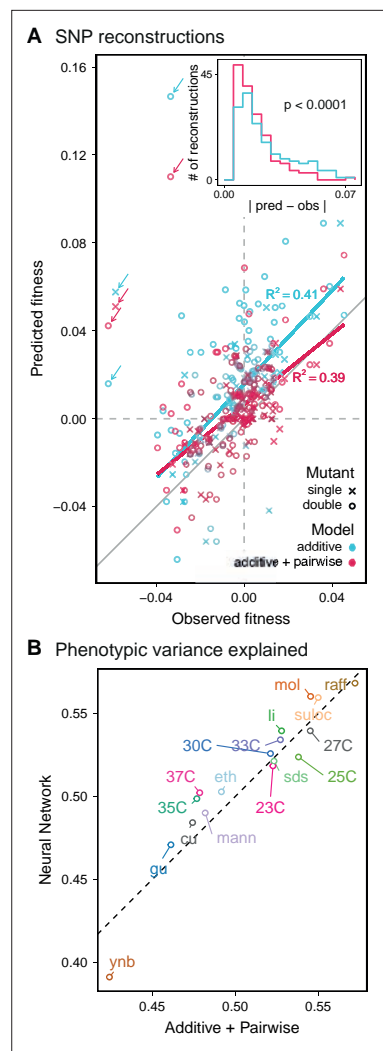 A SNP reconstructions
0.16
0.12
0.08
0.04
0.00
−0.04
Predicted fitness
45
0
# of reconstructions
p < 0.0001
0.00 0.07
| pred − obs |
R² = 0.41
R² = 0.39
Mutant
single ×
double o
Model
additive
additive + pairwise
−0.04 0.00 0.04
Observed fitness
B Phenotypic variance explained
0.55
0.50
0.45
0.40
Neural Network
mol raff
suloc
li
30C 33C 27C
37C eth sds 25C
35C 23C
cu mann
gu
ynb
0.45 0.50 0.55
Additive + Pairwise